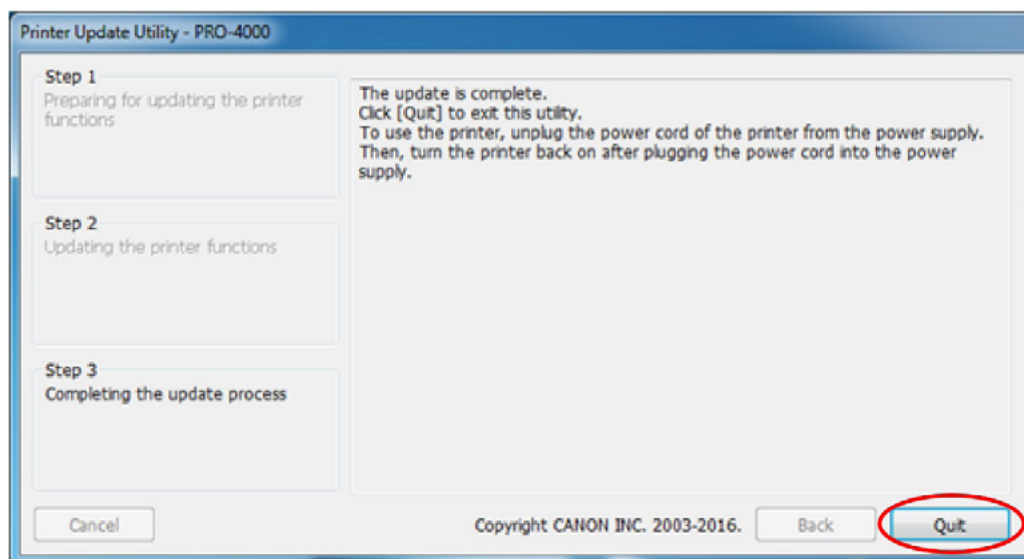 Printer Update Utility - PRO-4000
Step 1
Preparing for updating the printer
functions
Step 2
Updating the printer functions
Step 3
Completing the update process
The update is complete.
Click [Quit] to exit this utility.
To use the printer, unplug the power cord of the printer from the power supply.
Then, turn the printer back on after plugging the power cord into the power
supply.
Cancel
Copyright CANON INC. 2003-2016.
Back
Quit